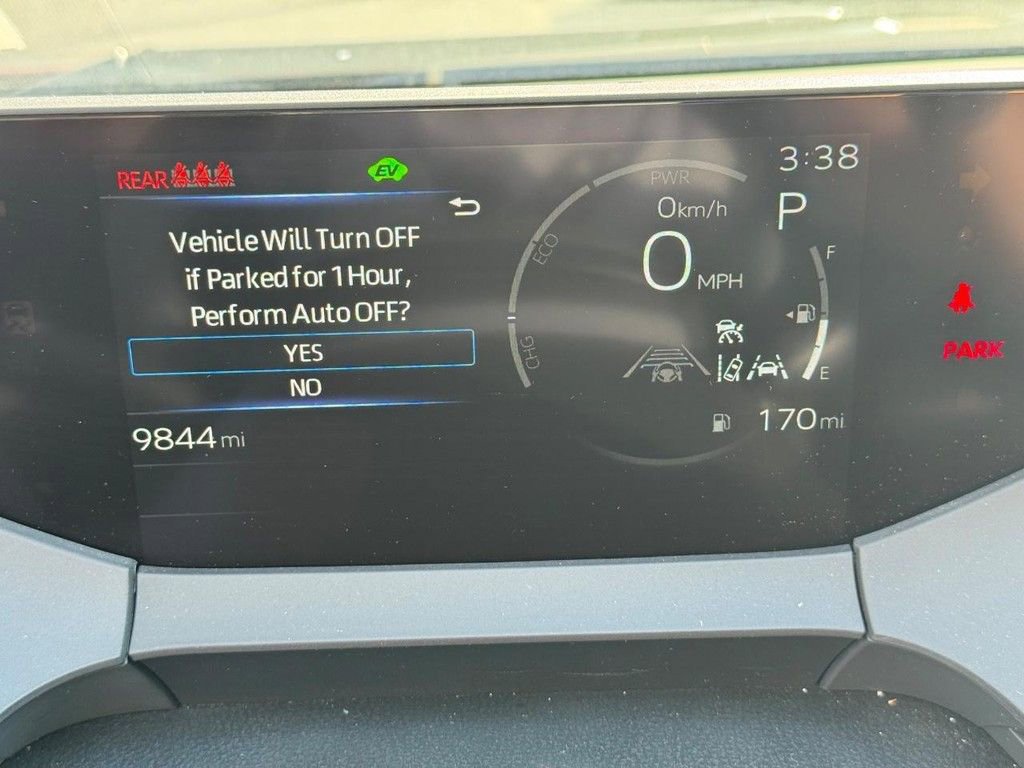 REAR
EV
3:38
PWR
0km/h
P
Vehicle Will Turn OFF
if Parked for 1 Hour,
Perform Auto OFF?
ECO
0 MPH
F
YES
CHG
E
NO
PARK
9844 mi
170 mi